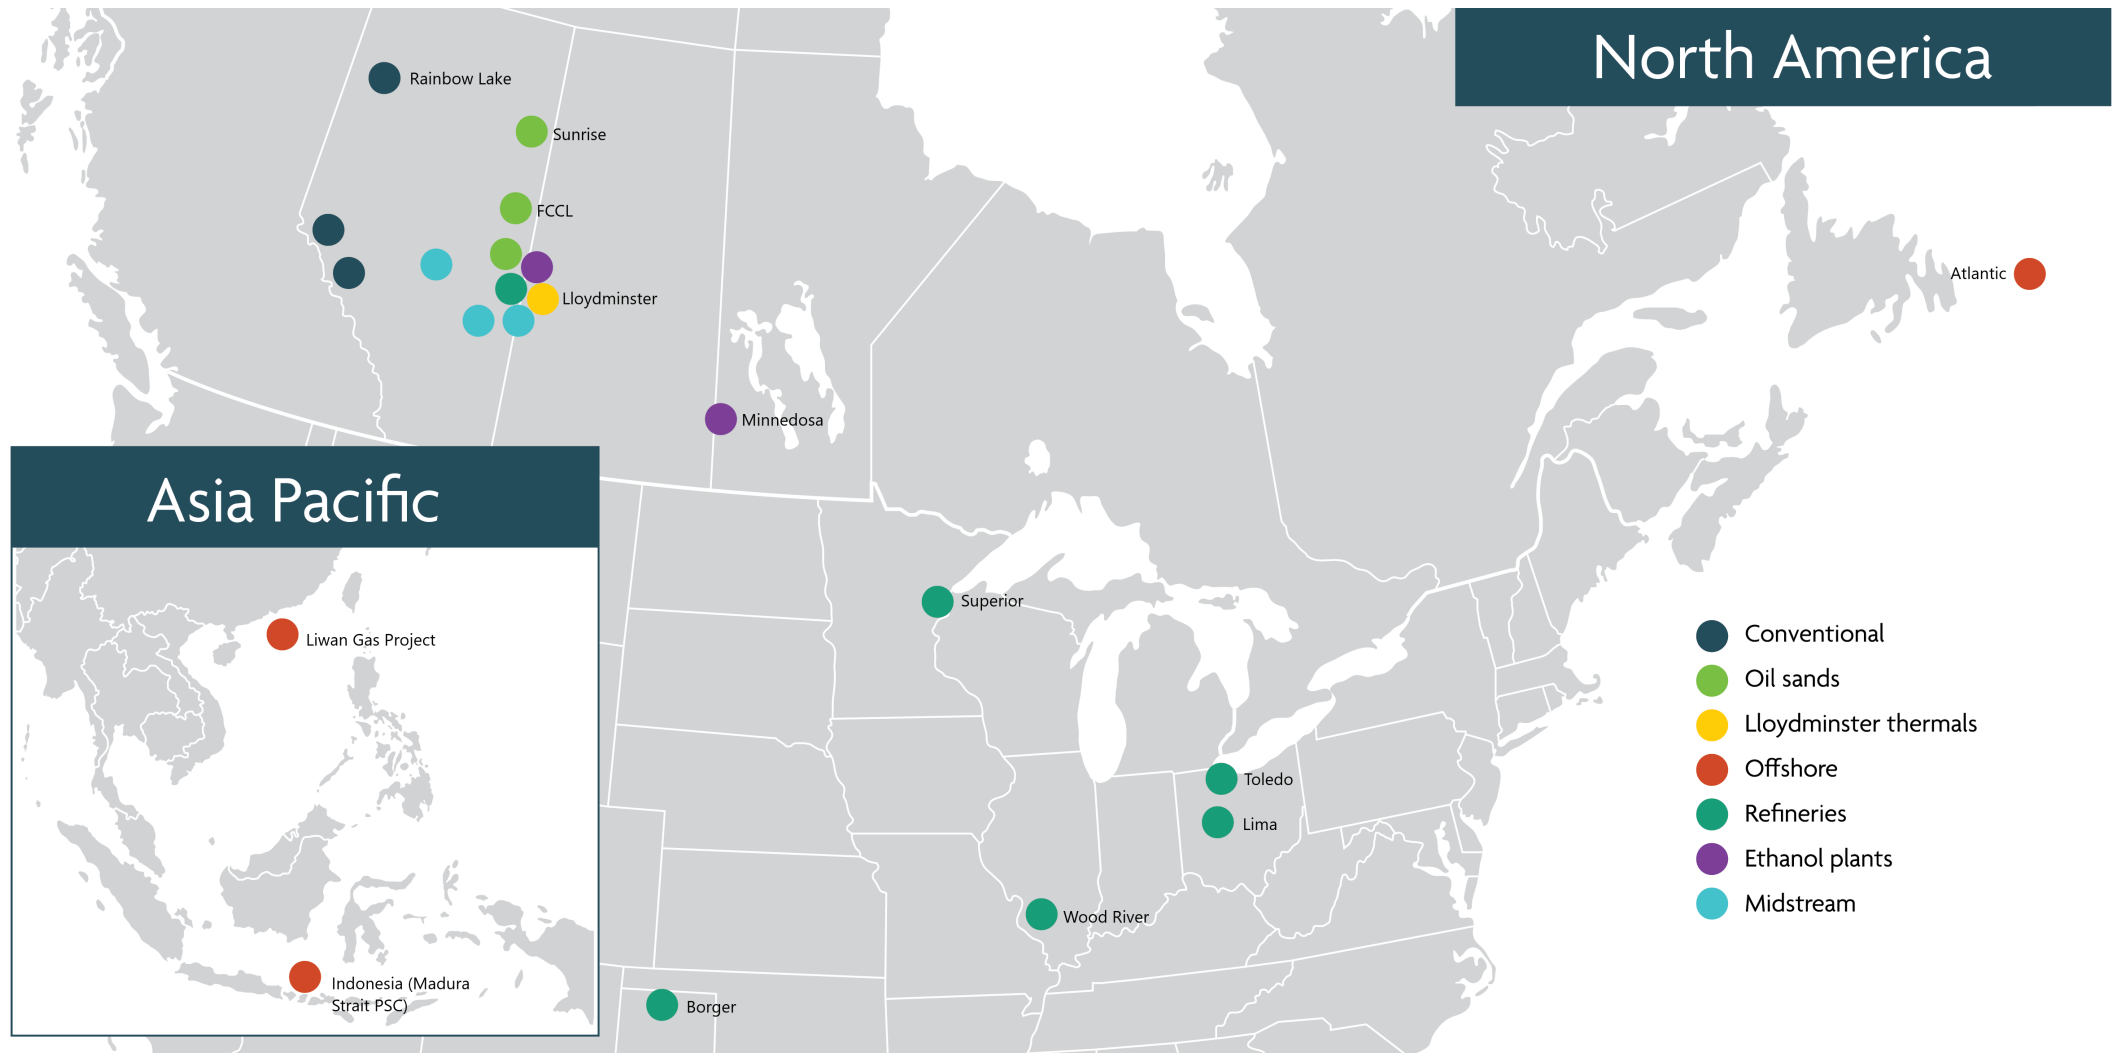 North America
Rainbow Lake
Sunrise
FCCL
Lloydminster
Atlantic
Minnedosa
Superior
Toledo
Lima
Wood River
Borger
Asia Pacific
Liwan Gas Project
Indonesia (Madura
Strait PSC)
Conventional
Oil sands
Lloydminster thermals
Offshore
Refineries
Ethanol plants
Midstream